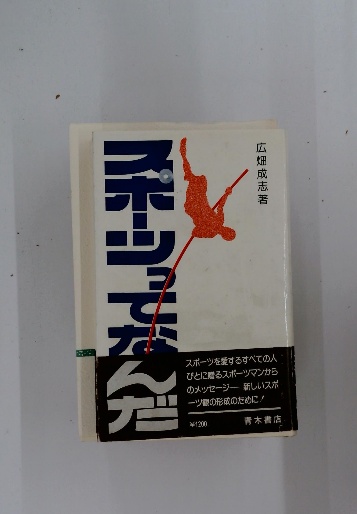 広畑成志著
スポーツってなんだ
スポーツを愛するすべての人
びとに贈るスポーツマンから
のメッセージ― 新しいスポ
ーツ観の形成のために！
¥1200
青木書店